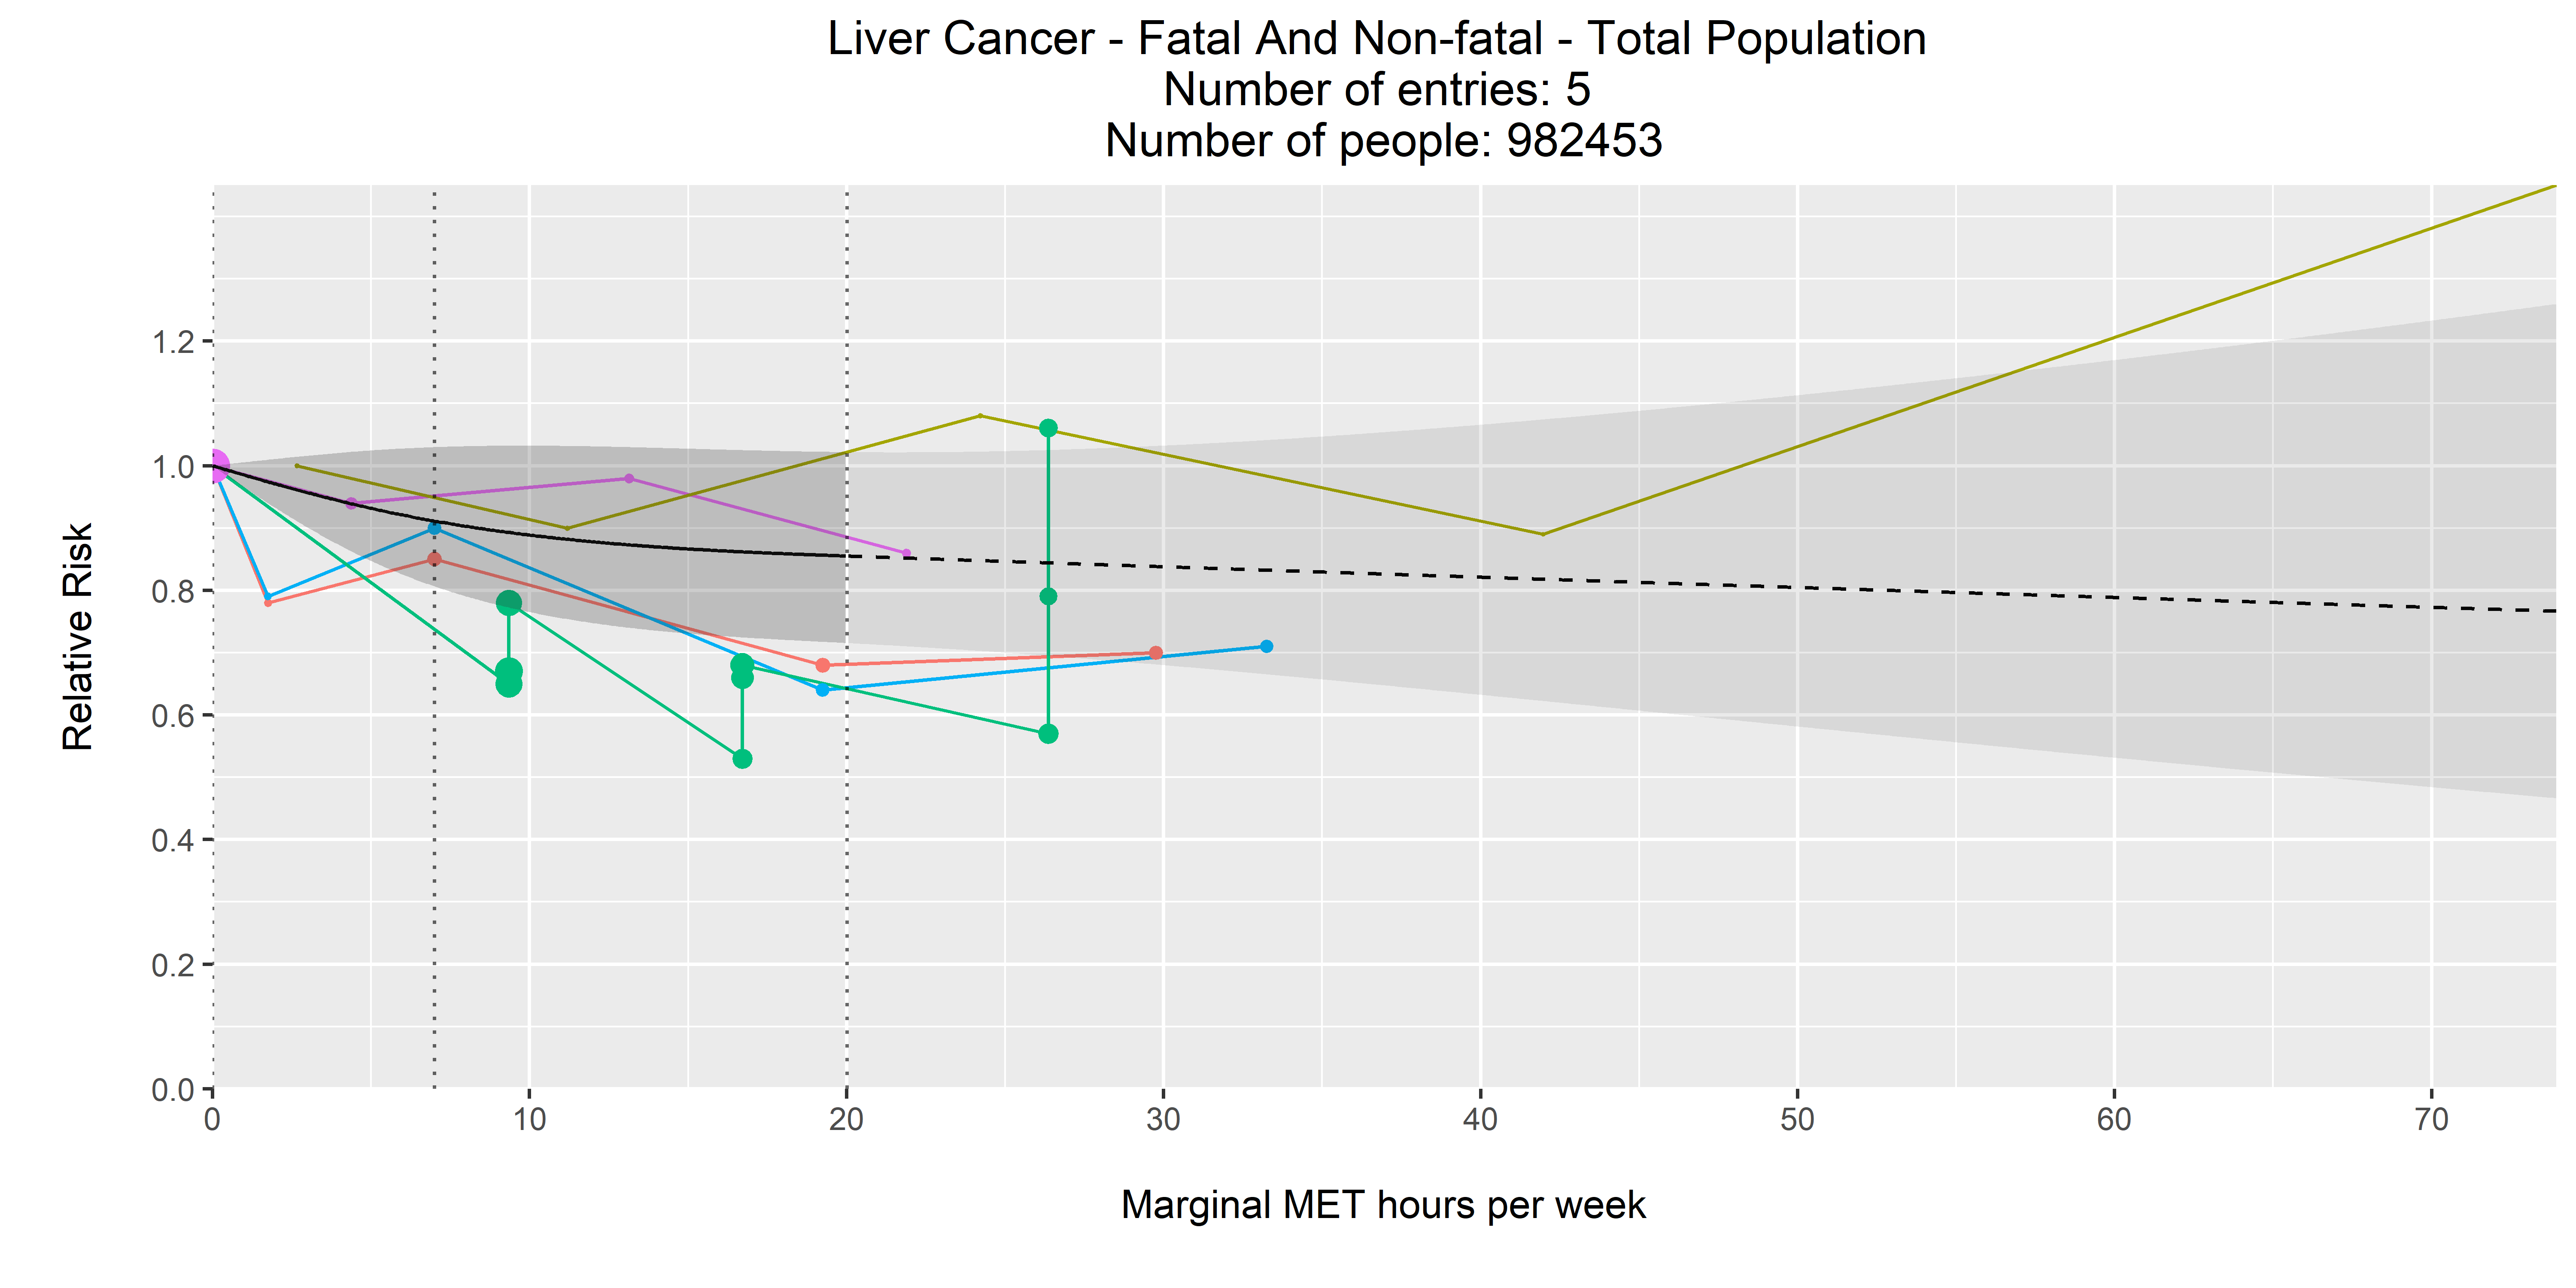 Liver Cancer - Fatal And Non-fatal - Total Population
Number of entries: 5
Number of people: 982453
Relative Risk
1.2
1.0
0.8
0.6
0.4
0.2
0.0
0 10 20 30 40 50 60 70
Marginal MET hours per week